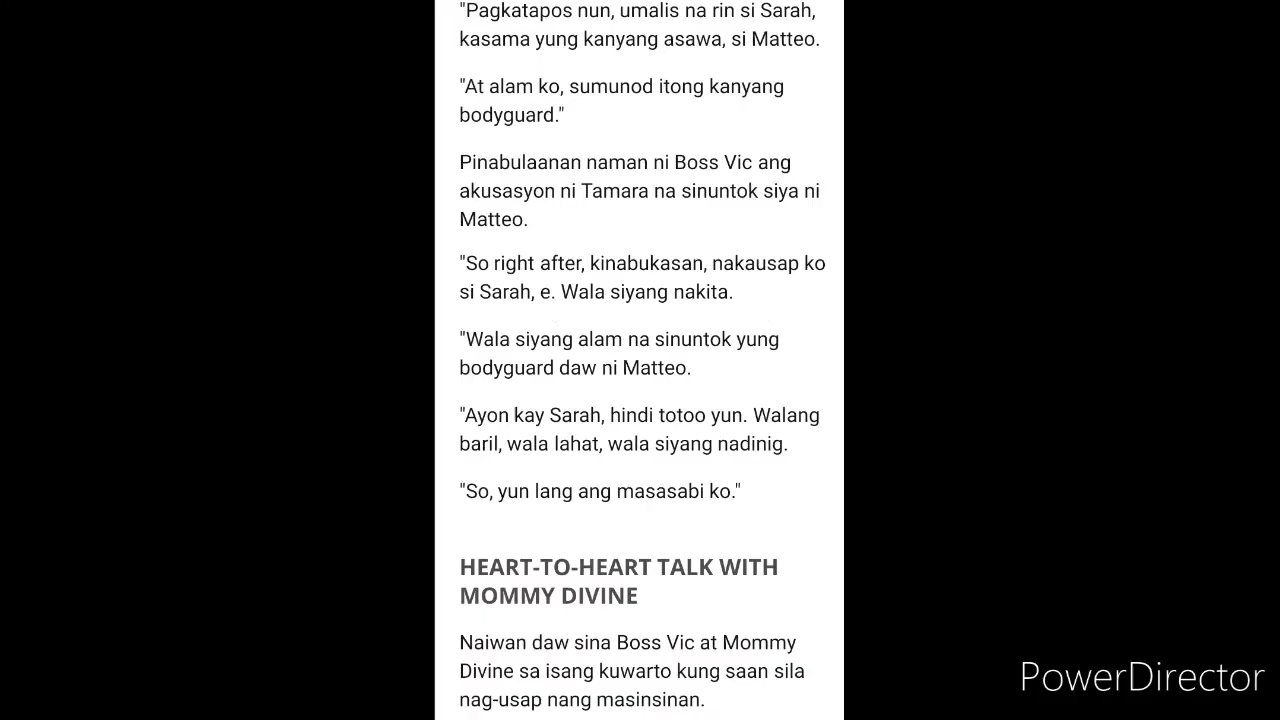 "Pagkatapos nun, umalis na rin si Sarah,
kasama yung kanyang asawa, si Matteo.
"At alam ko, sumunod itong kanyang
bodyguard."
Pinabulaanan naman ni Boss Vic ang
akusasyon ni Tamara na sinuntok siya ni
Matteo.
"So right after, kinabukasan, nakausap ko
si Sarah, e. Wala siyang nakita.
"Wala siyang alam na sinuntok yung
bodyguard daw ni Matteo.
"Ayon kay Sarah, hindi totoo yun. Walang
baril, wala lahat, wala siyang nadinig.
"So, yun lang ang masasabi ko."
HEART-TO-HEART TALK WITH
MOMMY DIVINE
Naiwan daw sina Boss Vic at Mommy
Divine sa isang kuwarto kung saan sila
nag-usap nang masinsinan.
PowerDirector